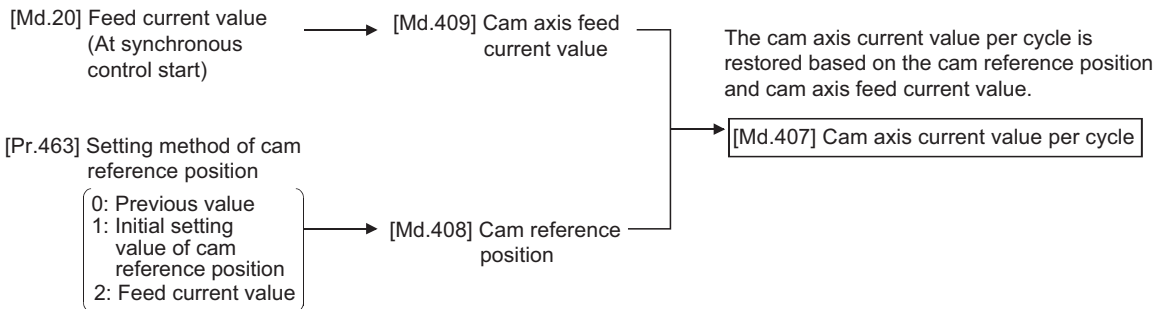 [Md.20] Feed current value
(At synchronous
control start)
[Md.409] Cam axis feed
current value
The cam axis current value per cycle is
restored based on the cam reference position
and cam axis feed current value.
[Md.407] Cam axis current value per cycle
[Pr.463] Setting method of cam
reference position
0: Previous value
1: Initial setting
value of cam
reference position
2: Feed current value
[Md.408] Cam reference
position